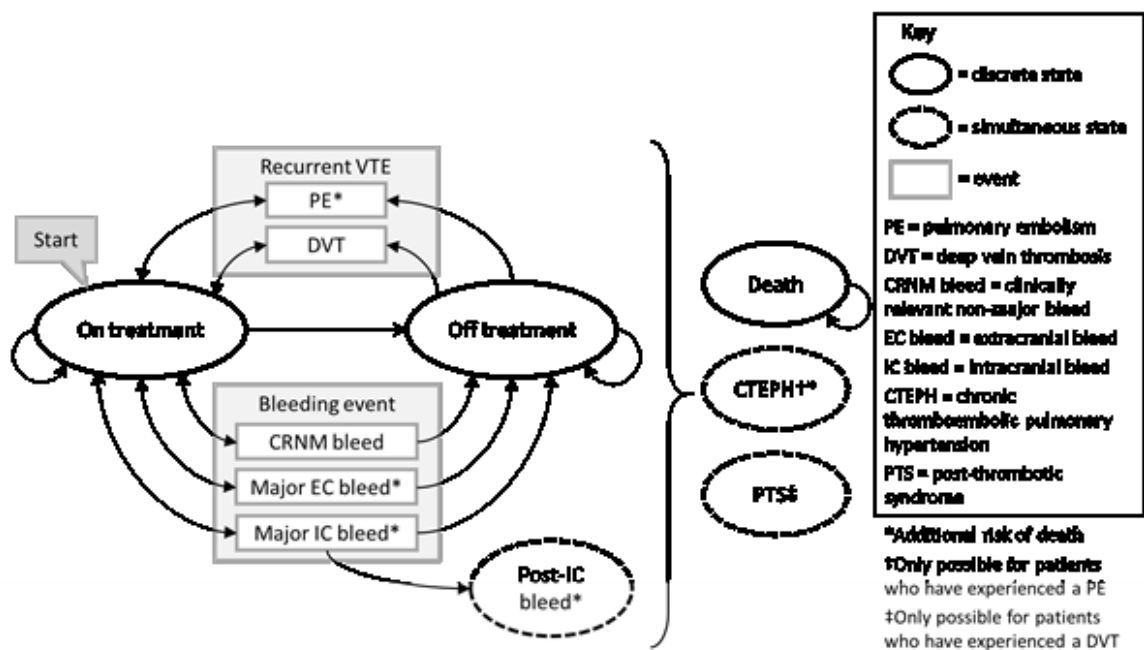 Recurrent VTE
PE*
DVT
Start
On treatment
Off treatment
Bleeding event
CRNM bleed
Major EC bleed*
Major IC bleed*
Post-IC
bleed*
Death
CTEPH†*
PTS‡
Key
= discrete state
= simultaneous state
= event
PE = pulmonary embolism
DVT = deep vein thrombosis
CRNM bleed = clinically
relevant non-major bleed
EC bleed = extracranial bleed
IC bleed = intracranial bleed
CTEPH = chronic
thromboembolic pulmonary
hypertension
PTS = post-thrombotic
syndrome
*Additional risk of death
†Only possible for patients
who have experienced a PE
‡Only possible for patients
who have experienced a DVT